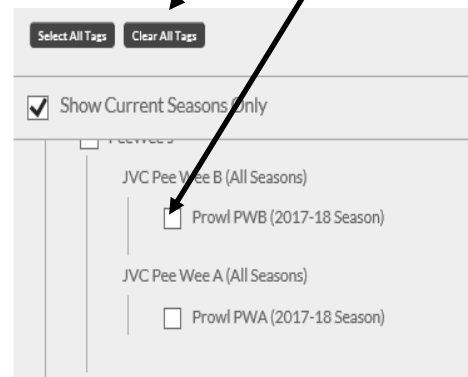 Select All Tags Clear All Tags
Show Current Seasons Only
PeeWee's
JVC Pee Wee B (All Seasons)
Prowl PWB (2017-18 Season)
JVC Pee Wee A (All Seasons)
Prowl PWA (2017-18 Season)